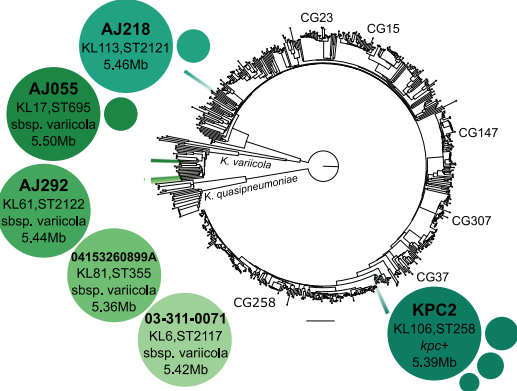 AJ218
KL113,ST2121
5.46Mb
AJ055
KL17,ST695
sbsp. variicola
5.50Mb
AJ292
KL61,ST2122
sbsp. variicola
5.44Mb
04153260899A
KL81,ST355
sbsp. variicola
5.36Mb
03-311-0071
KL6,ST2117
sbsp. variicola
5.42Mb
CG23
CG15
CG147
CG307
CG37
CG258
K. variicola
K. quasipneumoniae
KPC2
KL106,ST258
kpc+
5.39Mb